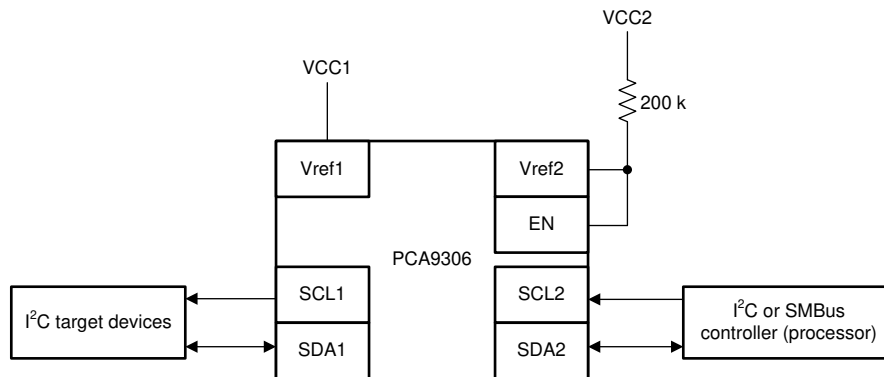 VCC2
VCC1
200 k
Vref1
Vref2
EN
PCA9306
SCL1
SCL2
I²C target devices
I²C or SMBus
controller (processor)
SDA1
SDA2